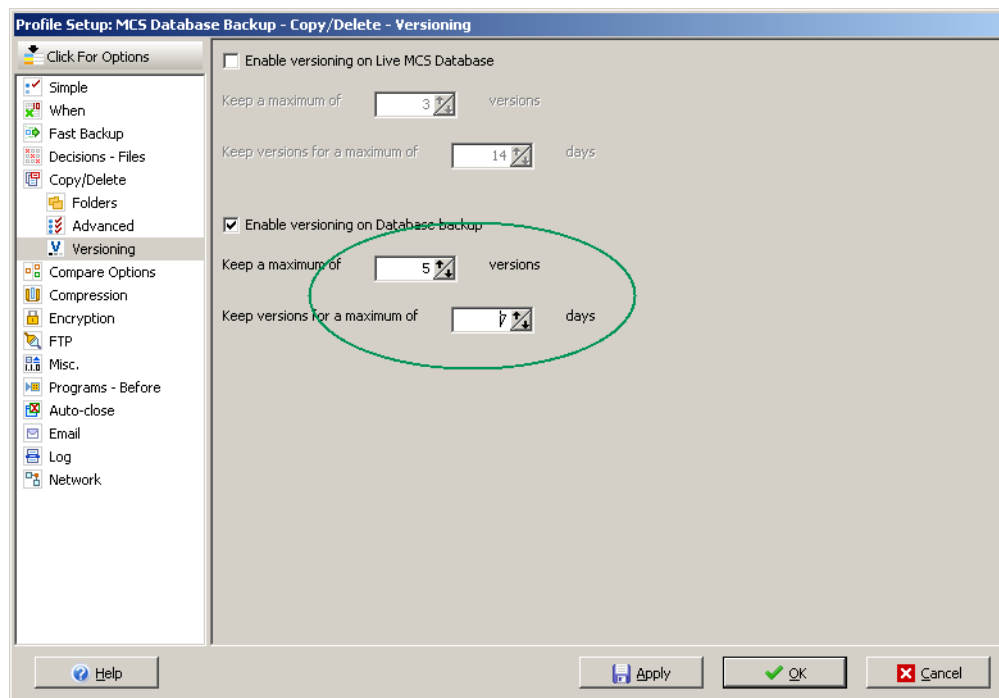 Profile Setup: MCS Database Backup - Copy/Delete - Versioning
Click For Options
Simple
When
Fast Backup
Decisions - Files
Copy/Delete
Folders
Advanced
Versioning
Compare Options
Compression
Encryption
FTP
Misc.
Programs - Before
Auto-close
Email
Log
Network
Enable versioning on Live MCS Database
Keep a maximum of 3 versions
Keep versions for a maximum of 14 days
Enable versioning on Database backup
Keep a maximum of 5 versions
Keep versions for a maximum of 7 days
Help
Apply
OK
Cancel